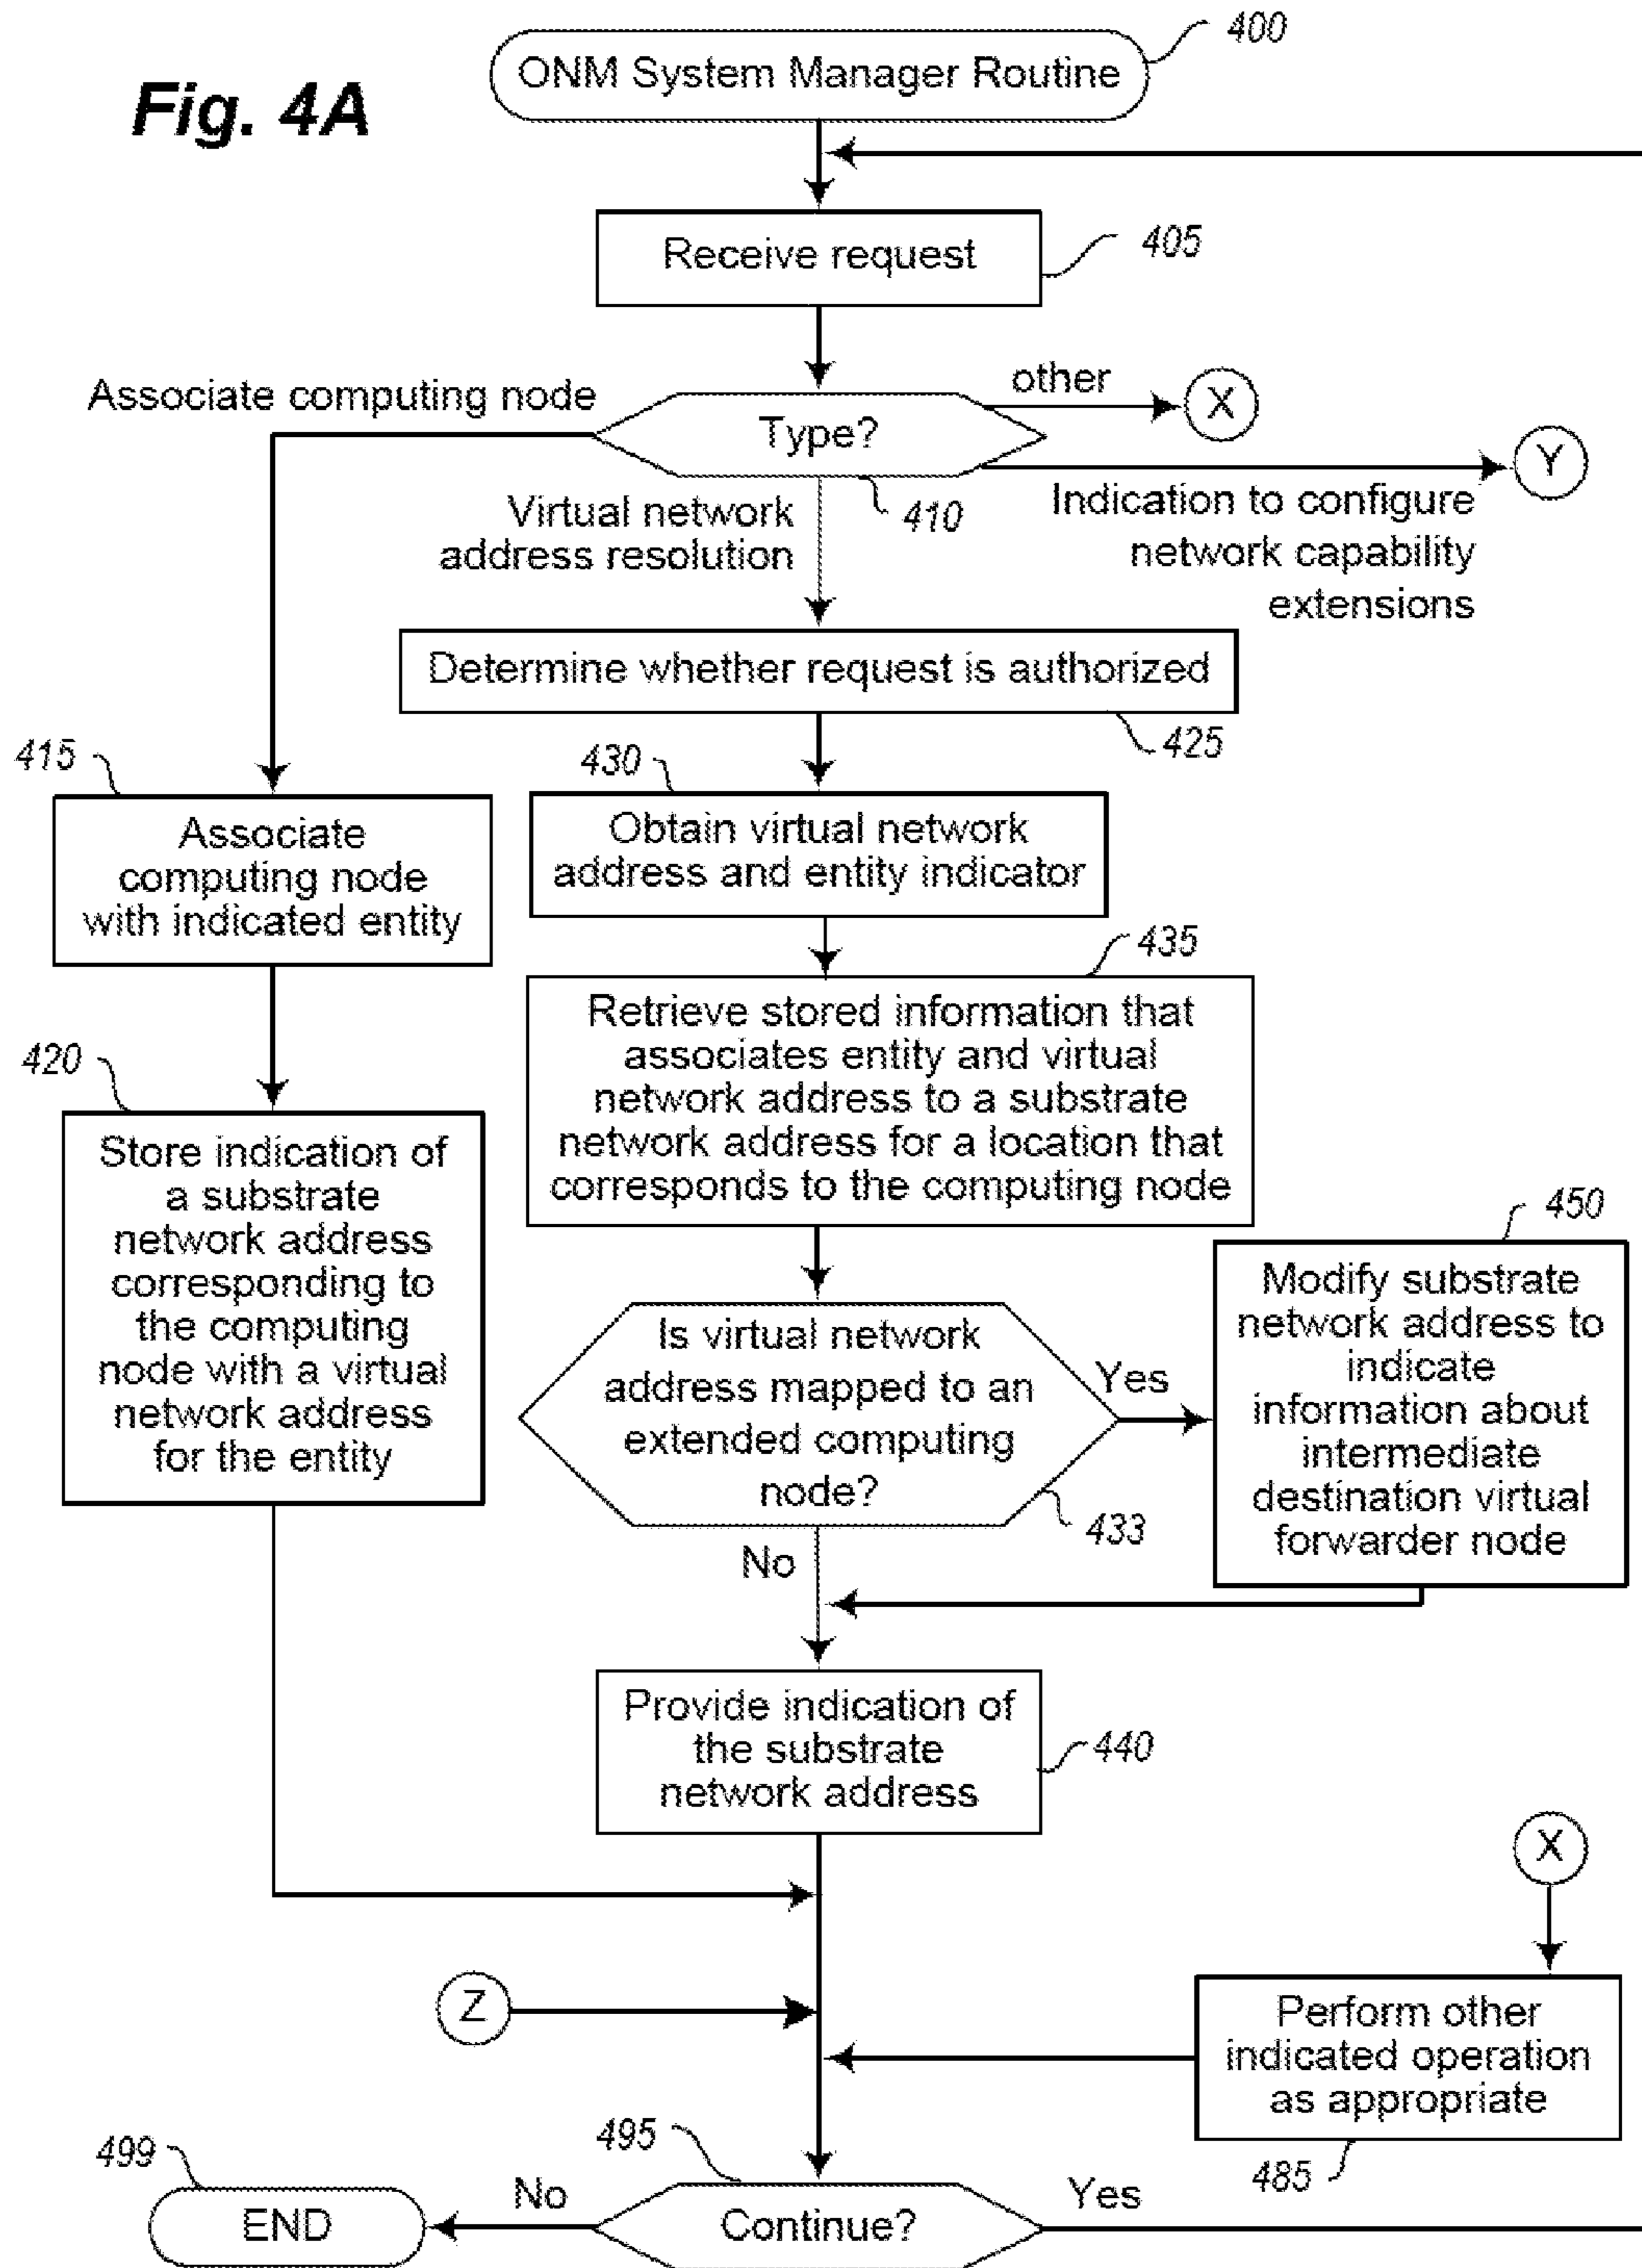 Fig. 4A
ONM System Manager Routine
400
Receive request
405
Associate computing node
Type?
410
other
X
Y
Indication to configure
network capability
extensions
Virtual network
address resolution
Determine whether request is authorized
425
415
Associate
computing node
with indicated entity
430
Obtain virtual network
address and entity indicator
435
Retrieve stored information that
associates entity and virtual
network address to a substrate
network address for a location that
corresponds to the computing node
420
Store indication of
a substrate
network address
corresponding to
the computing
node with a virtual
network address
for the entity
Is virtual network
address mapped to an
extended computing
node?
433
Yes
450
Modify substrate
network address to
indicate
information about
intermediate
destination virtual
forwarder node
No
Provide indication of
the substrate
network address
440
X
Z
Perform other
indicated operation
as appropriate
485
495
Continue?
Yes
No
499
END